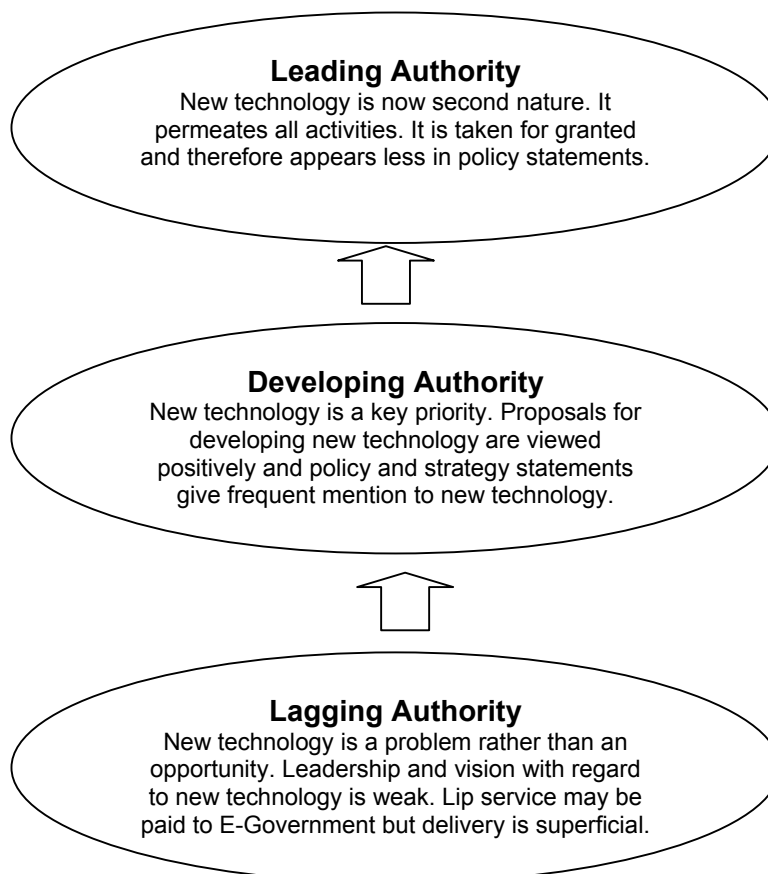 Leading Authority
New technology is now second nature. It
permeates all activities. It is taken for granted
and therefore appears less in policy statements.
Developing Authority
New technology is a key priority. Proposals for
developing new technology are viewed
positively and policy and strategy statements
give frequent mention to new technology.
Lagging Authority
New technology is a problem rather than an
opportunity. Leadership and vision with regard
to new technology is weak. Lip service may be
paid to E-Government but delivery is superficial.